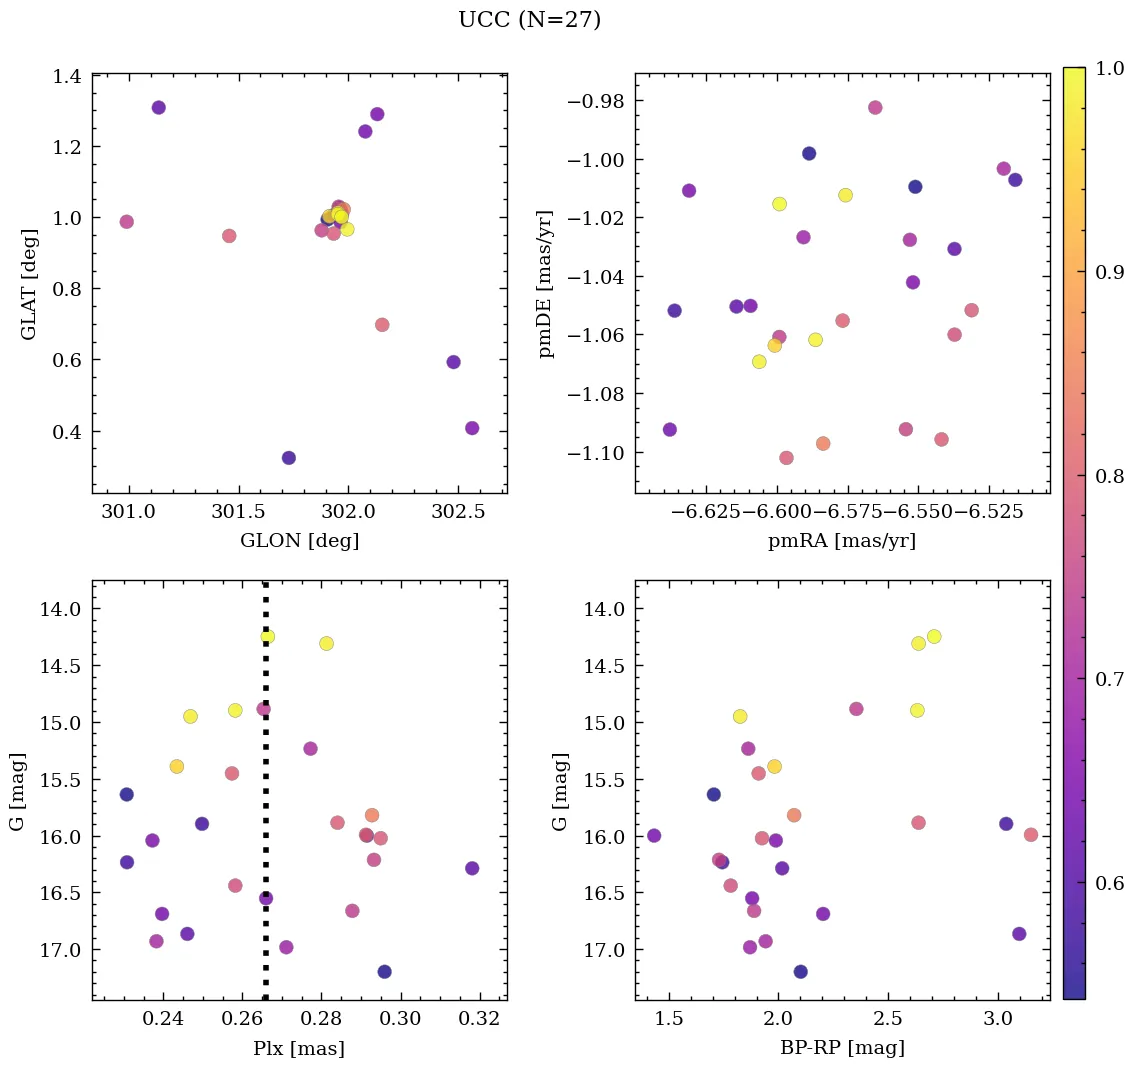 UCC (N=27)
1.4
1.2
1.0
0.8
0.6
0.4
GLAT [deg]
301.0 301.5 302.0 302.5
GLON [deg]
−0.98
−1.00
−1.02
−1.04
−1.06
−1.08
−1.10
pmDE [mas/yr]
−6.625 −6.600 −6.575 −6.550 −6.525
pmRA [mas/yr]
14.0
14.5
15.0
15.5
16.0
16.5
17.0
G [mag]
0.24 0.26 0.28 0.30 0.32
Plx [mas]
14.0
14.5
15.0
15.5
16.0
16.5
17.0
G [mag]
1.5 2.0 2.5 3.0
BP-RP [mag]
1.0
0.9
0.8
0.7
0.6